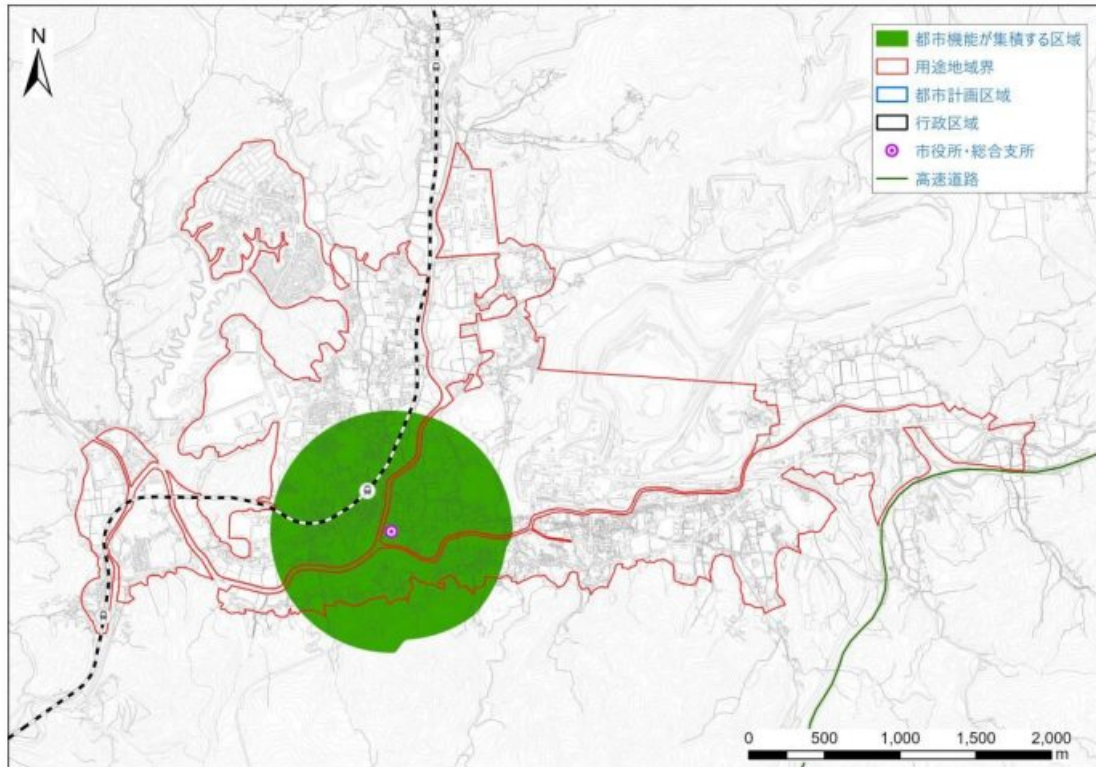 N
都市機能が集積する区域
用途地域界
都市計画区域
行政区域
市役所・総合支所
高速道路
0 500 1,000 1,500 2,000
m